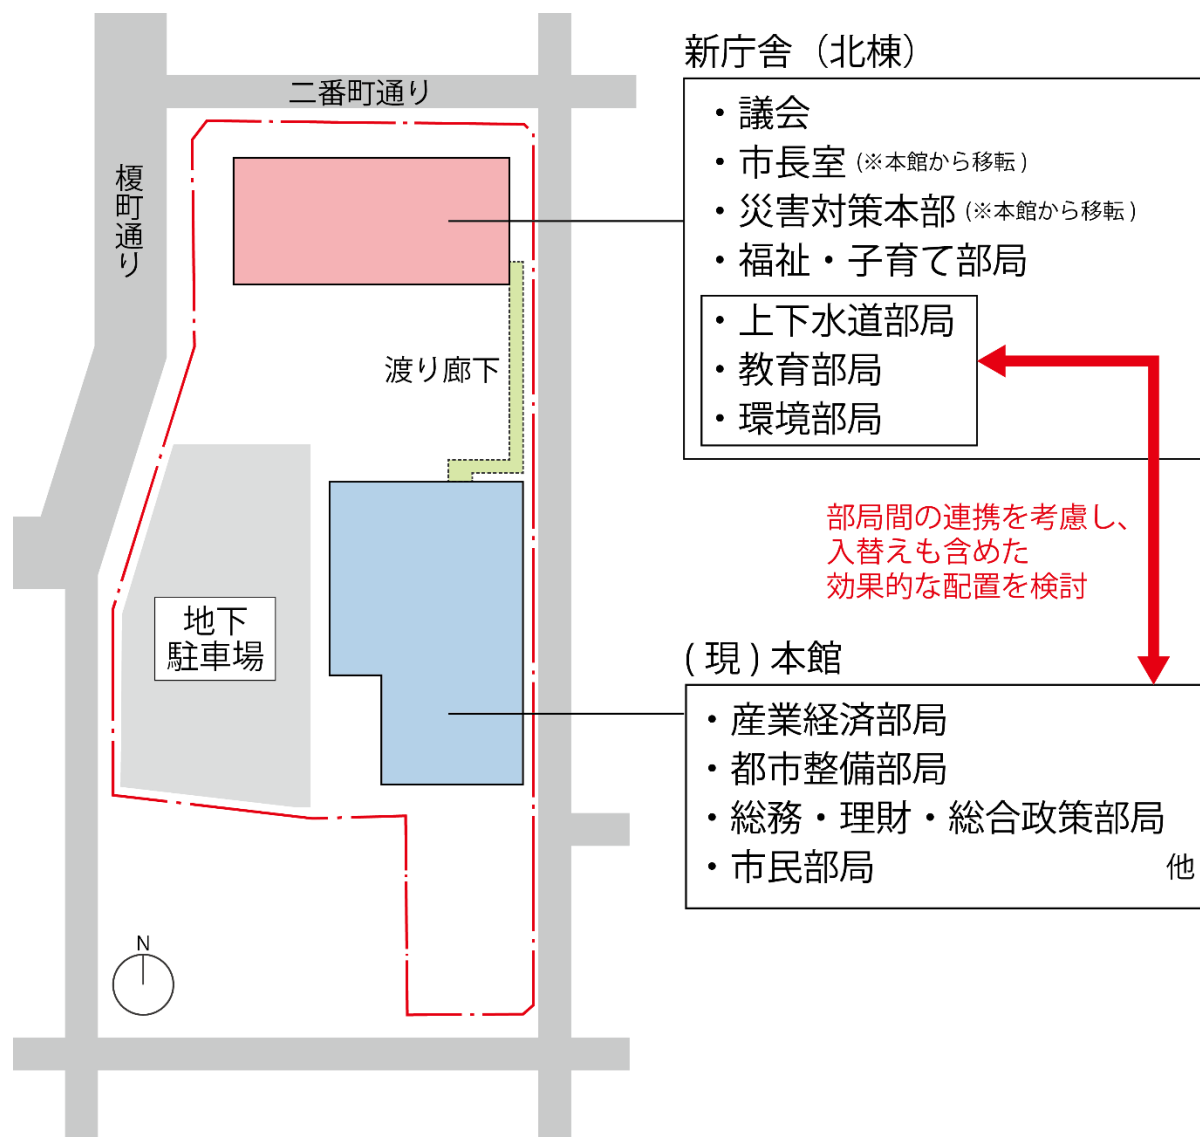 新庁舎（北棟）
・議会
・市長室 (※本館から移転)
・災害対策本部 (※本館から移転)
・福祉・子育て部局
・上下水道部局
・教育部局
・環境部局
部局間の連携を考慮し、
入替えも含めた
効果的な配置を検討
(現)本館
・産業経済部局
・都市整備部局
・総務・理財・総合政策部局
・市民部局 他
二番町通り
榎町通り
渡り廊下
地下
駐車場
N